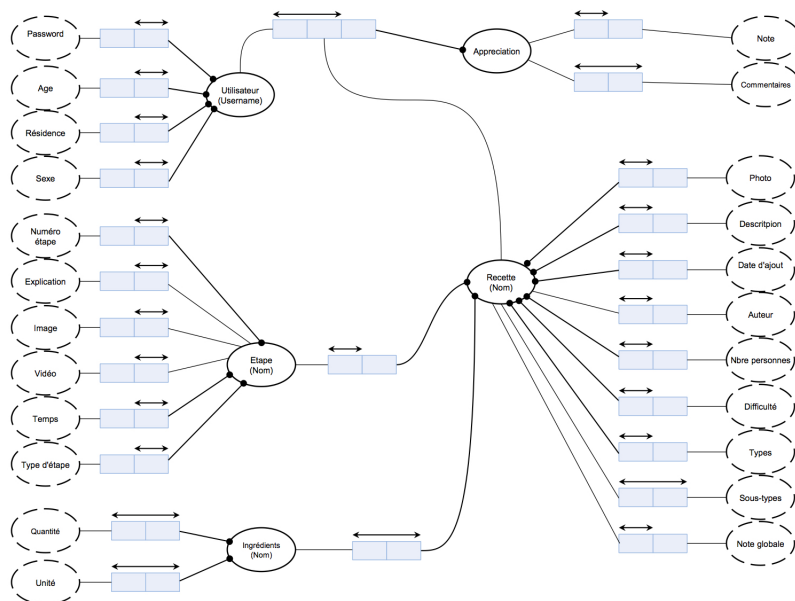 Password
Age
Résidence
Sexe
Utilisateur
(Username)
Appreciation
Note
Commentaires
Numéro
étape
Explication
Image
Vidéo
Temps
Type d'étape
Etape
(Nom)
Recette
(Nom)
Photo
Descritpion
Date d'ajout
Auteur
Nbre personnes
Difficulté
Types
Sous-types
Note globale
Quantité
Unité
Ingrédients
(Nom)